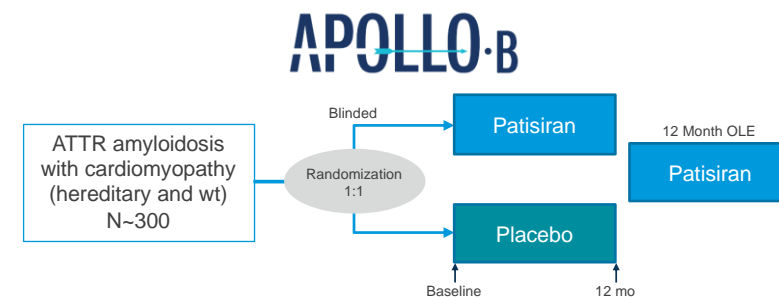 APOLLO·B
ATTR amyloidosis
with cardiomyopathy
(hereditary and wt)
N~300
Randomization
1:1
Blinded
Patisiran
Placebo
Baseline
12 mo
12 Month OLE
Patisiran